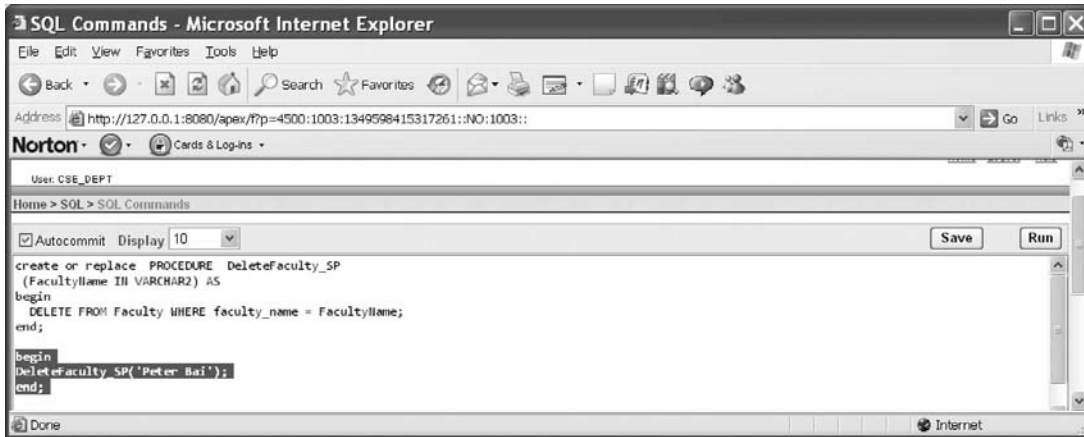 SQL Commands - Microsoft Internet Explorer
File Edit View Favorites Tools Help
Back Search Favorites
Address http://127.0.0.1:8080/apex/f?p=4500:1003:1349598415317261::NO:1003:: Go Links »
Norton Cards & Log-ins
User: CSE_DEPT
Home > SQL > SQL Commands
Autocommit Display 10 Save Run
create or replace PROCEDURE DeleteFaculty_SP
(FacultyName IN VARCHAR2) AS
begin
DELETE FROM Faculty WHERE faculty_name = FacultyName;
end;
begin
DeleteFaculty_SP('Peter Bai');
end;
Done Internet